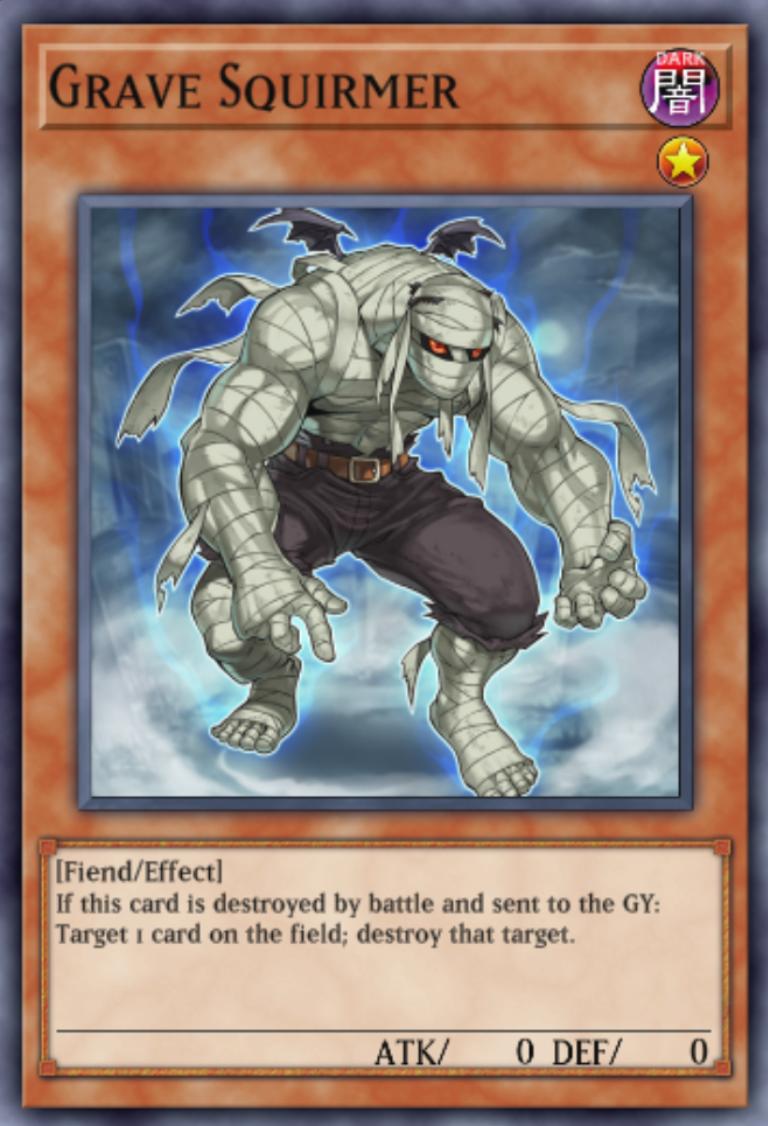 GRAVE SQUIRMER
DARK
闇
[Fiend/Effect]
If this card is destroyed by battle and sent to the GY:
Target 1 card on the field; destroy that target.
ATK/ 0 DEF/ 0